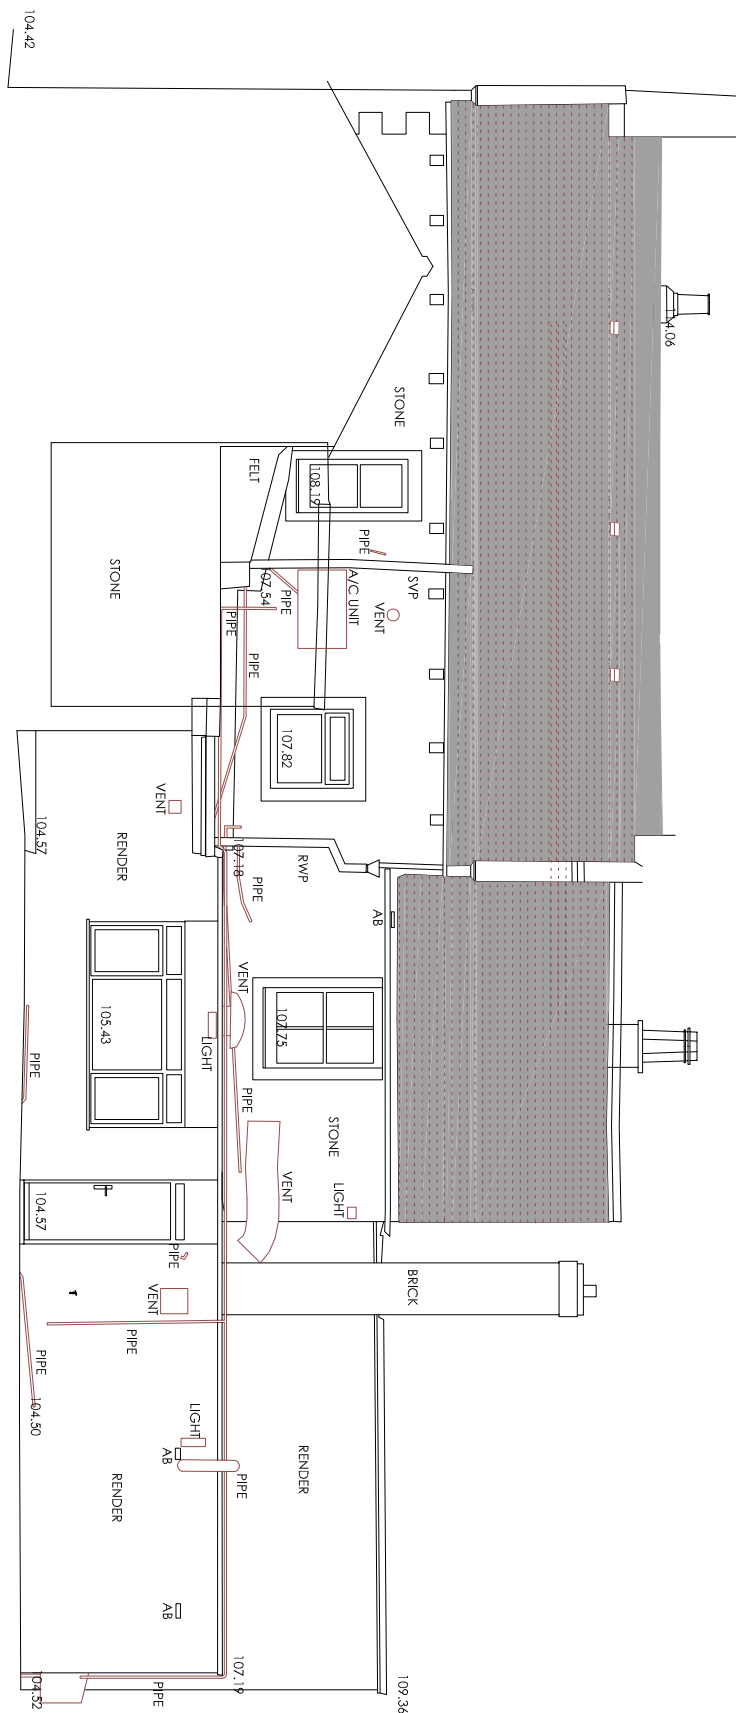 104.42
4.06
STONE
FELT
108.19
PIPE
STONE
107.54
PIPE
A/C UNIT
SVP
VENT
PIPE
PIPE
107.82
VENT
104.57
RENDER
107.18
RWP
PIPE
AB
VENT
107.75
105.43
LIGHT
PIPE
PIPE
STONE
VENT
LIGHT
104.57
PIPE
VENT
BRICK
PIPE
PIPE
104.50
LIGHT
AB
PIPE
RENDER
RENDER
AB
107.19
109.36
104.52
PIPE